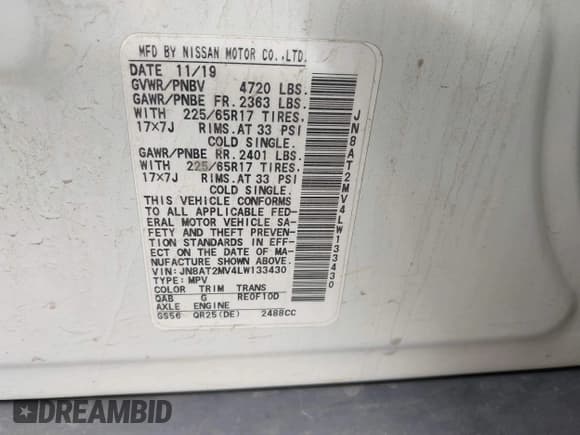 MFD BY NISSAN MOTOR CO.,LTD.
DATE 11/19
GVWR/PNBV 4720 LBS.
GAWR/PNBE FR. 2363 LBS.
WITH 225/65R17 TIRES,
17x7J RIMS.AT 33 PSI
COLD SINGLE.
GAWR/PNBE RR. 2401 LBS.
WITH 225/65R17 TIRES,
17x7J RIMS.AT 33 PSI
COLD SINGLE.
THIS VEHICLE CONFORMS
TO ALL APPLICABLE FED-
ERAL MOTOR VEHICLE SA-
FETY AND THEFT PREVEN-
TION STANDARDS IN EFF-
ECT ON THE DATE OF MA-
NUFACTURE SHOWN ABOVE.
VIN: JN8AT2MV4LW133430
TYPE: MPV
COLOR TRIM TRANS
QAB G RE0F10D
AXLE ENGINE
GS56 QR25(DE) 2488CC
JN8AT2MV4LW133430
DREAMBID